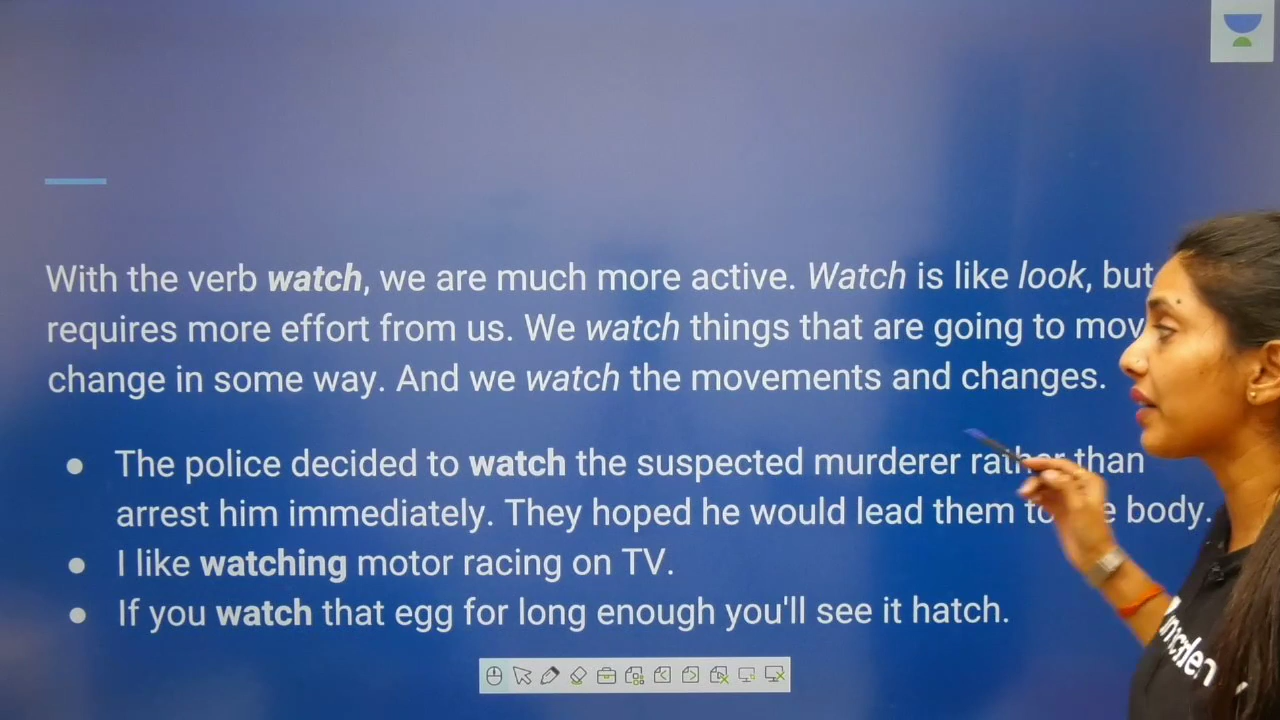 With the verb watch, we are much more active. Watch is like look, but
requires more effort from us. We watch things that are going to mov
change in some way. And we watch the movements and changes.
● The police decided to watch the suspected murderer rather than
arrest him immediately. They hoped he would lead them to e body.
● I like watching motor racing on TV.
● If you watch that egg for long enough you'll see it hatch.